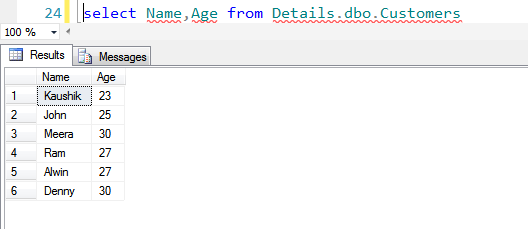 24 select Name,Age from Details.dbo.Customers
100 %
Results Messages
Name Age
1 Kaushik 23
2 John 25
3 Meera 30
4 Ram 27
5 Alwin 27
6 Denny 30